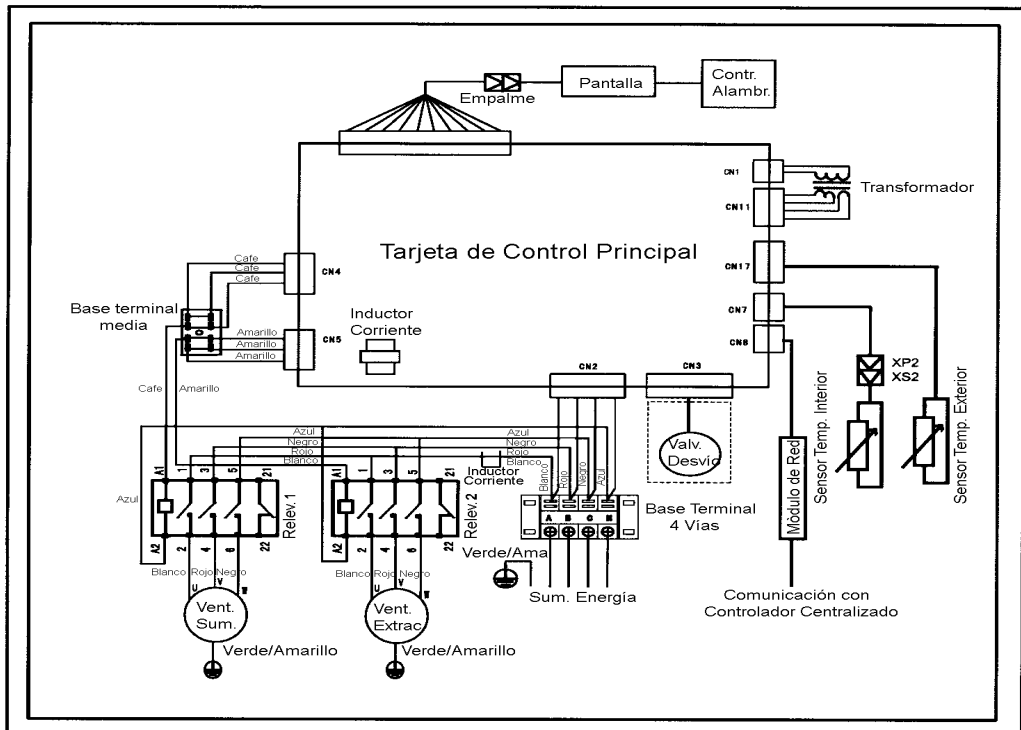 Empalme
Pantalla
Contr.
Alambr.
CN1
Transformador
CN11
Tarjeta de Control Principal
CN17
Cafe
Cafe
Cafe
CN4
Base terminal
media
Inductor
Corriente
CN7
Amarillo
Amarillo
Amarillo
CN5
CN8
CN2
CN3
XP2
XS2
Cafe
Amarillo
Sensor Temp. Interior
Sensor Temp. Exterior
Valv.
Desvio
Módulo de Red
Azul
Negro
Rojo
Blanco
Azul
Negro
Rojo
Blanco
Inductor
Corriente
Blanco
Rojo
Negro
Azul
A1
1
3
5
21
A1
1
3
5
21
Azul
Relev.1
Relev.2
A
B
C
N
Base Terminal
4 Vías
A2
2
4
6
22
A2
2
4
6
22
Verde/Ama
Blanco
Rojo
Negro
Blanco
Rojo
Negro
U
V
W
U
V
W
Sum. Energía
Comunicación con
Controlador Centralizado
Vent.
Sum.
Vent.
Extrac
Verde/Amarillo
Verde/Amarillo